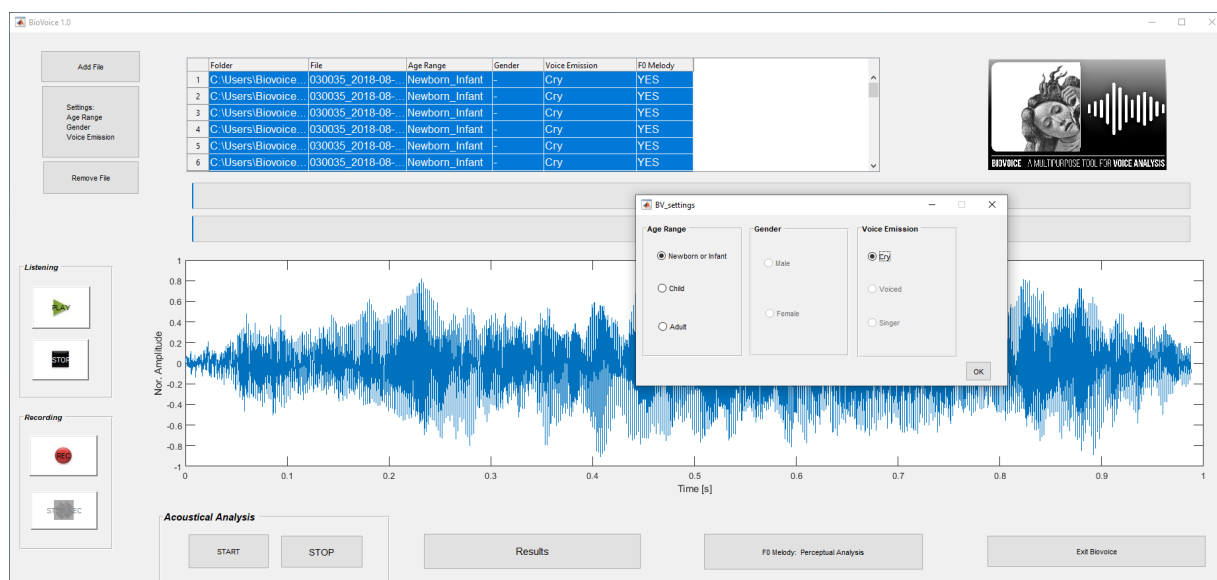 BioVoice 1.0
Add File
Settings:
Age Range
Gender
Voice Emission
Remove File
Folder File Age Range Gender Voice Emission F0 Melody
1 C:\Users\Biovoice... 030035_2018-08-... Newborn_Infant - Cry YES
2 C:\Users\Biovoice... 030035_2018-08-... Newborn_Infant - Cry YES
3 C:\Users\Biovoice... 030035_2018-08-... Newborn_Infant - Cry YES
4 C:\Users\Biovoice... 030035_2018-08-... Newborn_Infant - Cry YES
5 C:\Users\Biovoice... 030035_2018-08-... Newborn_Infant - Cry YES
6 C:\Users\Biovoice... 030035_2018-08-... Newborn_Infant - Cry YES
BIOVOICE A MULTIPURPOSE TOOL FOR VOICE ANALYSIS
BV_settings
Age Range
Newborn or Infant
Child
Adult
Gender
Male
Female
Voice Emission
Cry
Voiced
Singer
OK
Listening
PLAY
STOP
Recording
REC
STOP REC
Nor. Amplitude
1
0.8
0.6
0.4
0.2
0
-0.2
-0.4
-0.6
-0.8
-1
0 0.1 0.2 0.3 0.4 0.5 0.6 0.7 0.8 0.9 1
Time [s]
Acoustical Analysis
START
STOP
Results
F0 Melody: Perceptual Analysis
Exit Biovoice